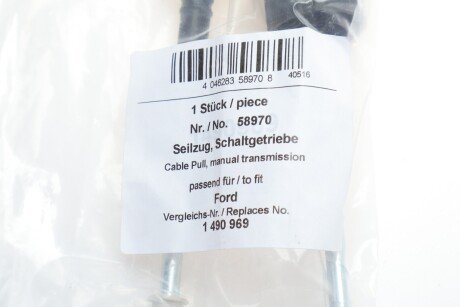 4 046283 58970 8 40516
1 Stück / piece
Nr. / No. 58970
Seilzug, Schaltgetriebe
Cable Pull, manual transmission
passend für / to fit
Ford
Vergleichs-Nr. / Replaces No.
1 490 969